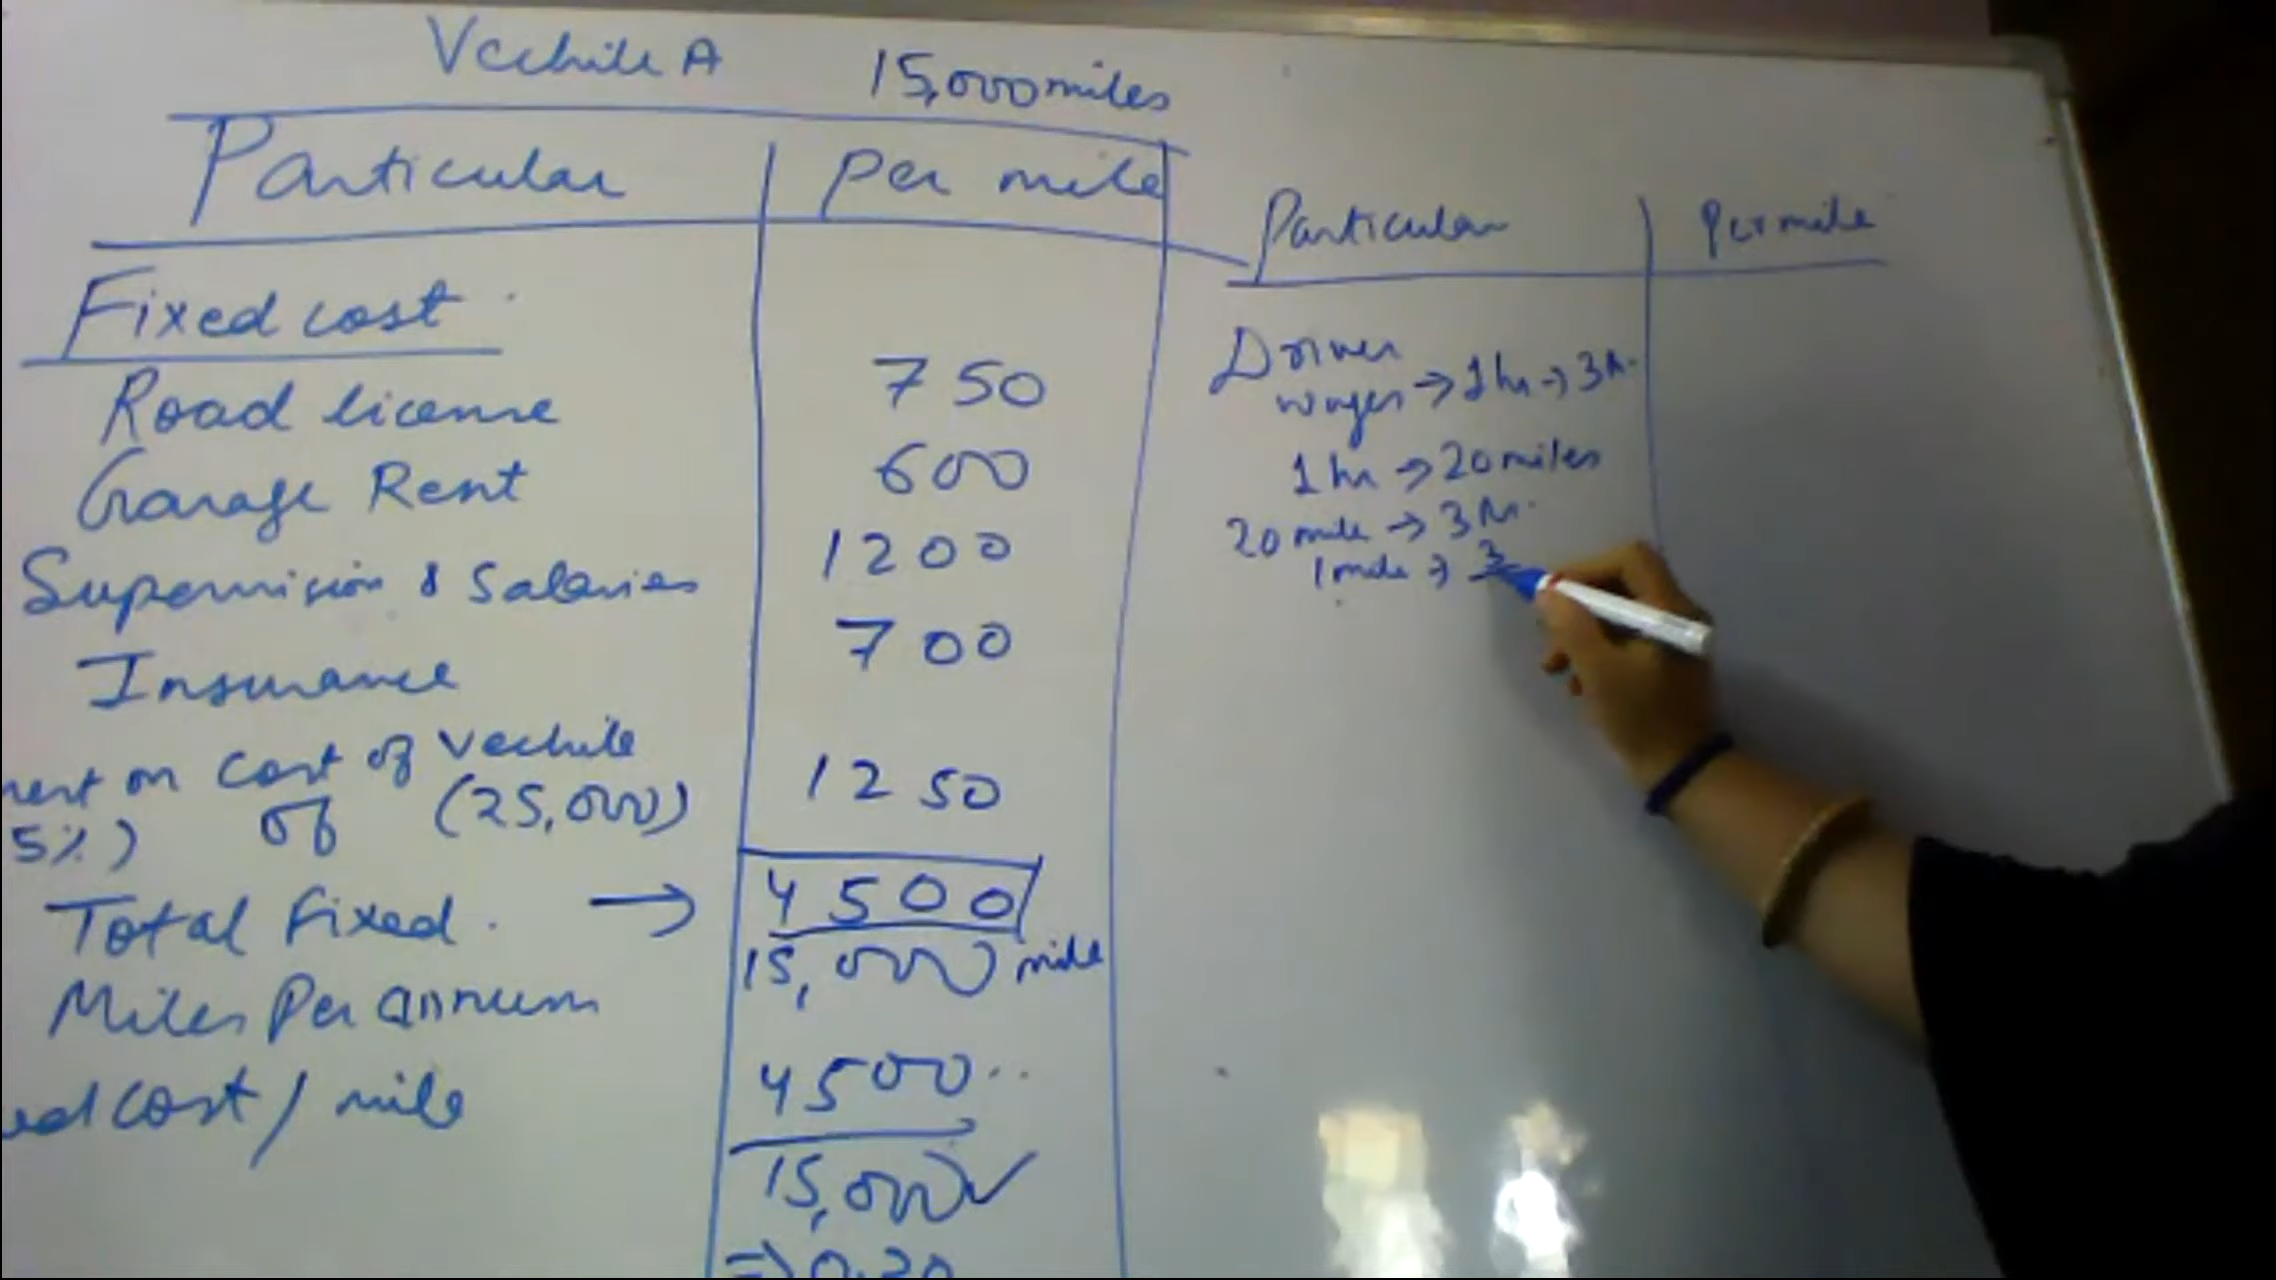 Vechile A 15,000 miles
Particular per mile
Fixed cost
Road license 750
Garage Rent 600
Supervision & Salaries 1200
Insurance 700
on cost of vechile
5%) of (25,000) 1250
Total fixed. → 4500
Miles Per annum 15,000 mile
cost / mile 4500
15,000 ✓
⇒ 0.30
Particular Per mile
Driver
wages → 1 hr → 3
1 hr → 20 miles
20 mile → 3
1 mile → 3